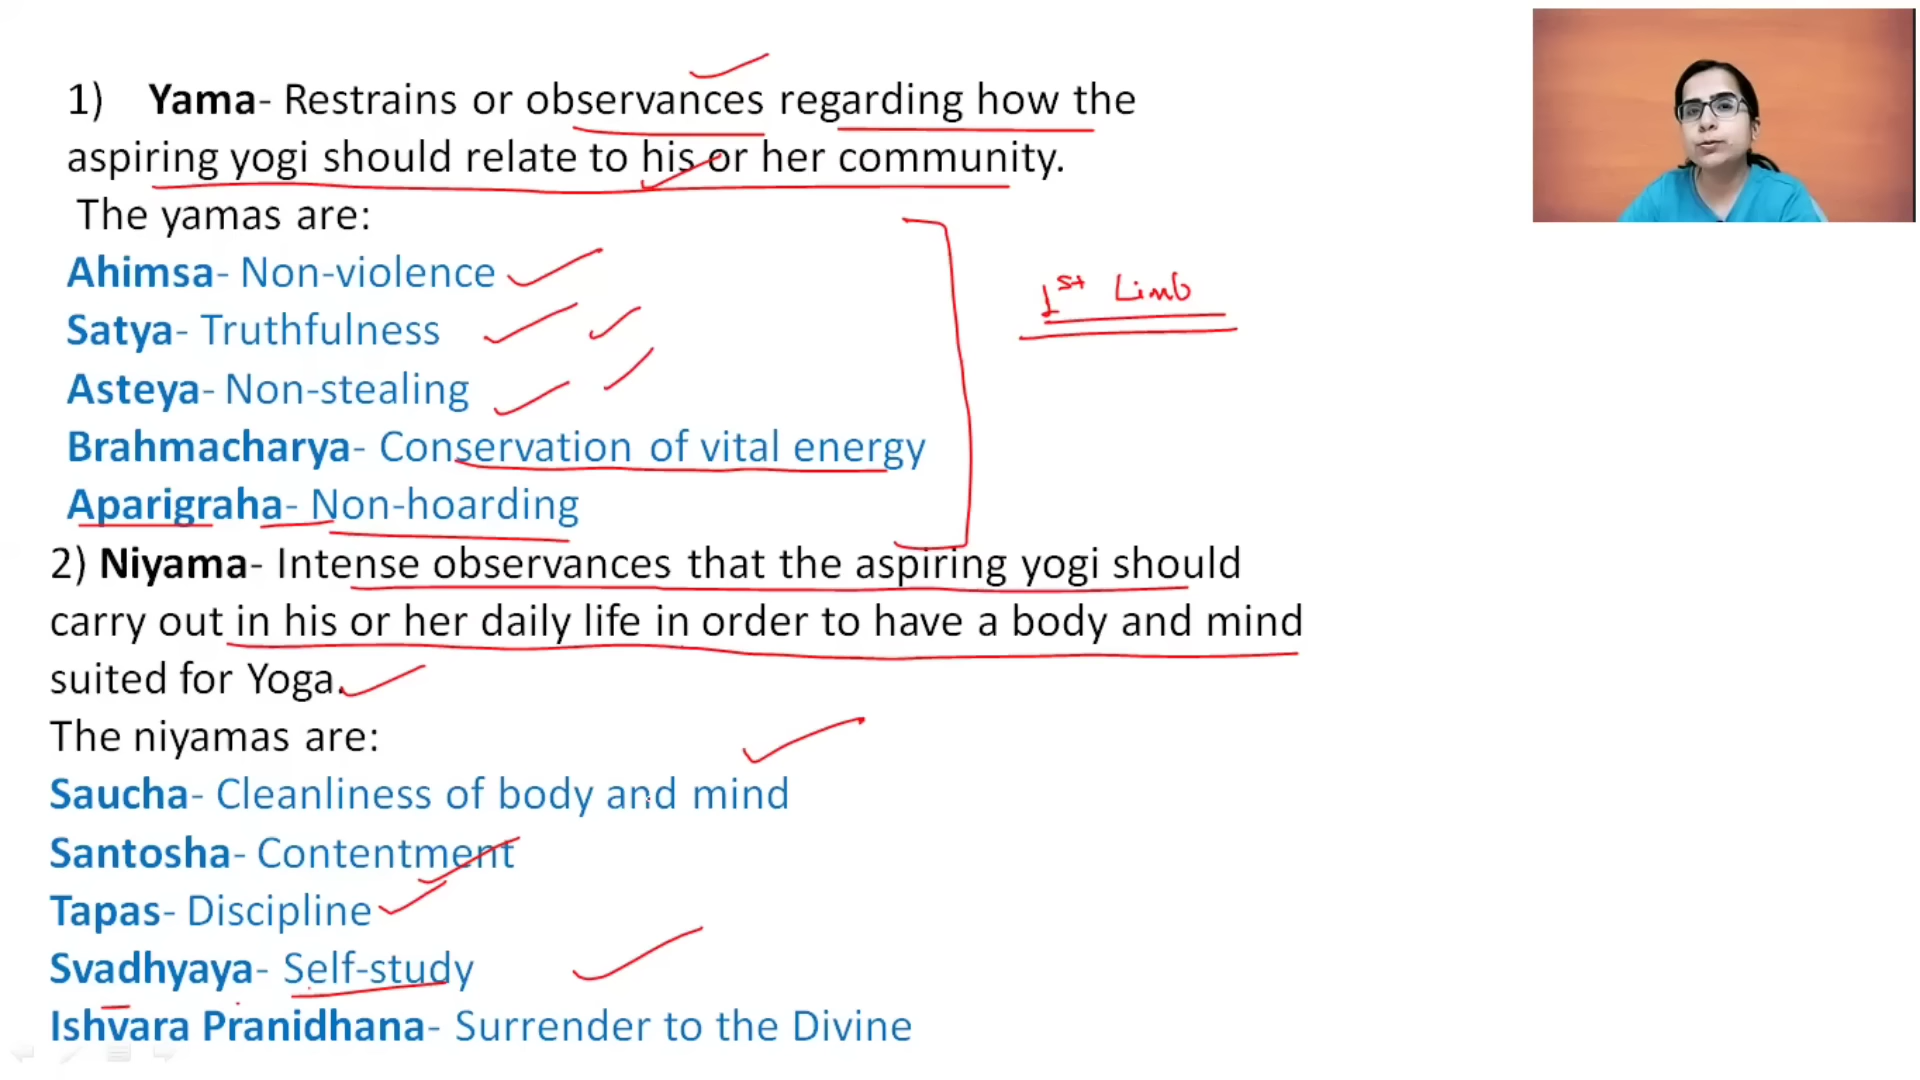 1) Yama- Restrains or observances regarding how the
aspiring yogi should relate to his or her community.
The yamas are:
Ahimsa- Non-violence
1st Limb
Satya- Truthfulness
Asteya- Non-stealing
Brahmacharya- Conservation of vital energy
Aparigraha- Non-hoarding
2) Niyama- Intense observances that the aspiring yogi should
carry out in his or her daily life in order to have a body and mind
suited for Yoga.
The niyamas are:
Saucha- Cleanliness of body and mind
Santosha- Contentment
Tapas- Discipline
Svadhyaya- Self-study
Ishvara Pranidhana- Surrender to the Divine